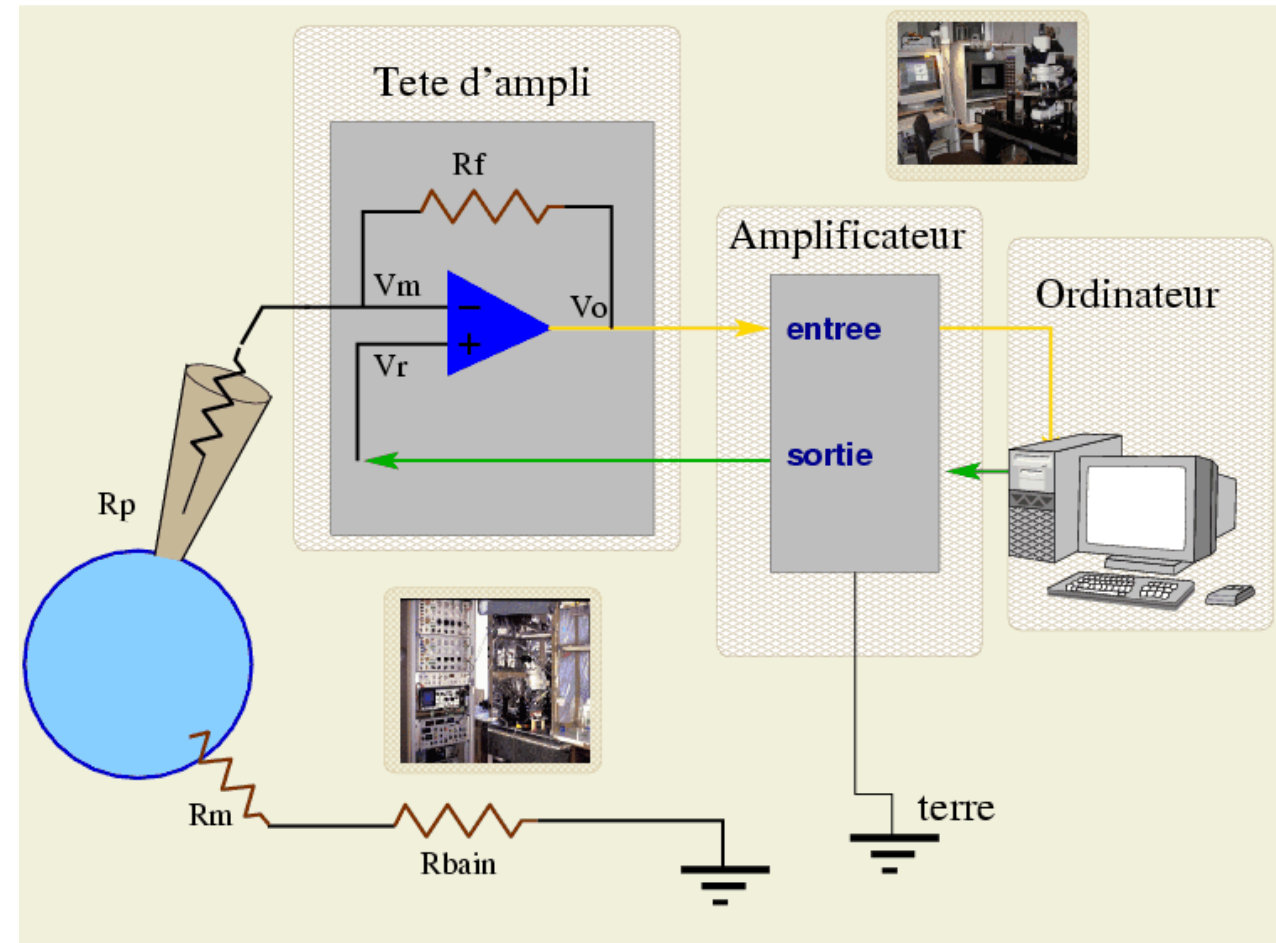 Tete d'ampli
Rf
Vm
−
Vo
+
Vr
Amplificateur
entree
sortie
Ordinateur
Rp
Rm
Rbain
terre